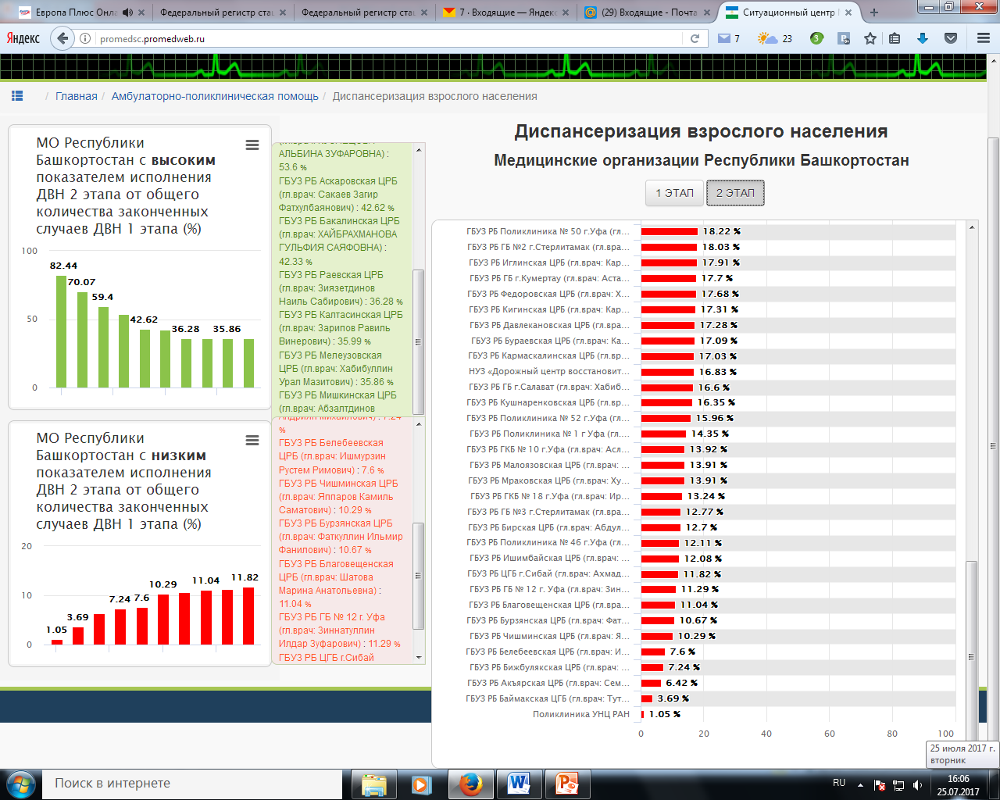 Европа Плюс Онла
Федеральный регистр ста
Федеральный регистр ста
7 · Входящие — Яндекс
(29) Входящие - Почта
Ситуационный центр
Яндекс
promedsc.promedweb.ru
7
23
3
Главная / Амбулаторно-поликлиническая помощь / Диспансеризация взрослого населения
МО Республики
Башкортостан с высоким
показателем исполнения
ДВН 2 этапа от общего
количества законченных
случаев ДВН 1 этапа (%)
100
50
0
82.44
70.07
59.4
42.62
36.28
35.86
МО Республики
Башкортостан с низким
показателем исполнения
ДВН 2 этапа от общего
количества законченных
случаев ДВН 1 этапа (%)
20
10
0
1.05
3.69
7.24
7.6
10.29
11.04
11.82
АЛЬБИНА ЗУФАРОВНА) :
53.6 %
ГБУЗ РБ Аскаровская ЦРБ
(гл.врач: Сакаев Загир
Фатхулбаянович) : 42.62 %
ГБУЗ РБ Бакалинская ЦРБ
(гл.врач: ХАЙБРАХМАНОВА
ГУЛЬФИЯ САЯФОВНА) :
42.33 %
ГБУЗ РБ Раевская ЦРБ
(гл.врач: Зиязетдинов
Наиль Сабирович) : 36.28 %
ГБУЗ РБ Калтасинская ЦРБ
(гл.врач: Зарипов Равиль
Винерович) : 35.99 %
ГБУЗ РБ Мелеузовская
ЦРБ (гл.врач: Хабибуллин
Урал Мазитович) : 35.86 %
ГБУЗ РБ Мишкинская ЦРБ
(гл.врач: Абзалтдинов
Андриян Михайлович) : 7.24
%
ГБУЗ РБ Белебеевская
ЦРБ (гл.врач: Ишмурзин
Рустем Римович) : 7.6 %
ГБУЗ РБ Чишминская ЦРБ
(гл.врач: Яппаров Камиль
Саматович) : 10.29 %
ГБУЗ РБ Бурзянская ЦРБ
(гл.врач: Фаткуллин Ильмир
Фанилович) : 10.67 %
ГБУЗ РБ Благовещенская
ЦРБ (гл.врач: Шатова
Марина Анатольевна) :
11.04 %
ГБУЗ РБ ГБ № 12 г. Уфа
(гл.врач: Зиннатуллин
Илдар Зуфарович) : 11.29 %
ГБУЗ РБ ЦГБ г.Сибай
Диспансеризация взрослого населения
Медицинские организации Республики Башкортостан
1 ЭТАП
2 ЭТАП
ГБУЗ РБ Поликлиника № 50 г.Уфа (гл... 18.22 %
ГБУЗ РБ ГБ №2 г.Стерлитамак (гл.вра... 18.03 %
ГБУЗ РБ Иглинская ЦРБ (гл.врач: Кар... 17.91 %
ГБУЗ РБ ГБ г.Кумертау (гл.врач: Аста... 17.7 %
ГБУЗ РБ Федоровская ЦРБ (гл.врач: Х... 17.68 %
ГБУЗ РБ Кигинская ЦРБ (гл.врач: Кар... 17.31 %
ГБУЗ РБ Давлекановская ЦРБ (гл.вра... 17.28 %
ГБУЗ РБ Бураевская ЦРБ (гл.врач: Ка... 17.09 %
ГБУЗ РБ Кармаскалинская ЦРБ (гл.вр... 17.03 %
НУЗ «Дорожный центр восстановит... 16.83 %
ГБУЗ РБ ГБ г.Салават (гл.врач: Хабиб... 16.6 %
ГБУЗ РБ Кушнаренковская ЦРБ (гл.вр... 16.35 %
ГБУЗ РБ Поликлиника № 52 г.Уфа (гл... 15.96 %
ГБУЗ РБ Поликлиника № 1 г Уфа (гл.... 14.35 %
ГБУЗ РБ ГКБ № 10 г.Уфа (гл.врач: Асл... 13.92 %
ГБУЗ РБ Малоязовская ЦРБ (гл.врач: ... 13.91 %
ГБУЗ РБ Мраковская ЦРБ (гл.врач: Ху... 13.91 %
ГБУЗ РБ ГКБ № 18 г.Уфа (гл.врач: Ир... 13.24 %
ГБУЗ РБ ГБ №3 г.Стерлитамак (гл.вра... 12.77 %
ГБУЗ РБ Бирская ЦРБ (гл.врач: Абдул... 12.7 %
ГБУЗ РБ Поликлиника № 46 г.Уфа (гл... 12.11 %
ГБУЗ РБ Ишимбайская ЦРБ (гл.врач: ... 12.08 %
ГБУЗ РБ ЦГБ г.Сибай (гл.врач: Ахмад... 11.82 %
ГБУЗ РБ ГБ № 12 г. Уфа (гл.врач: Зин... 11.29 %
ГБУЗ РБ Благовещенская ЦРБ (гл.вра... 11.04 %
ГБУЗ РБ Бурзянская ЦРБ (гл.врач: Фат... 10.67 %
ГБУЗ РБ Чишминская ЦРБ (гл.врач: Я... 10.29 %
ГБУЗ РБ Белебеевская ЦРБ (гл.врач: И... 7.6 %
ГБУЗ РБ Бижбулякская ЦРБ (гл.врач: ... 7.24 %
ГБУЗ РБ Акъярская ЦРБ (гл.врач: Сем... 6.42 %
ГБУЗ РБ Баймакская ЦГБ (гл.врач: Тут... 3.69 %
Поликлиника УНЦ РАН 1.05 %
0 20 40 60 80 100
25 июля 2017 г.
вторник
Поиск в интернете
RU
16:06
25.07.2017